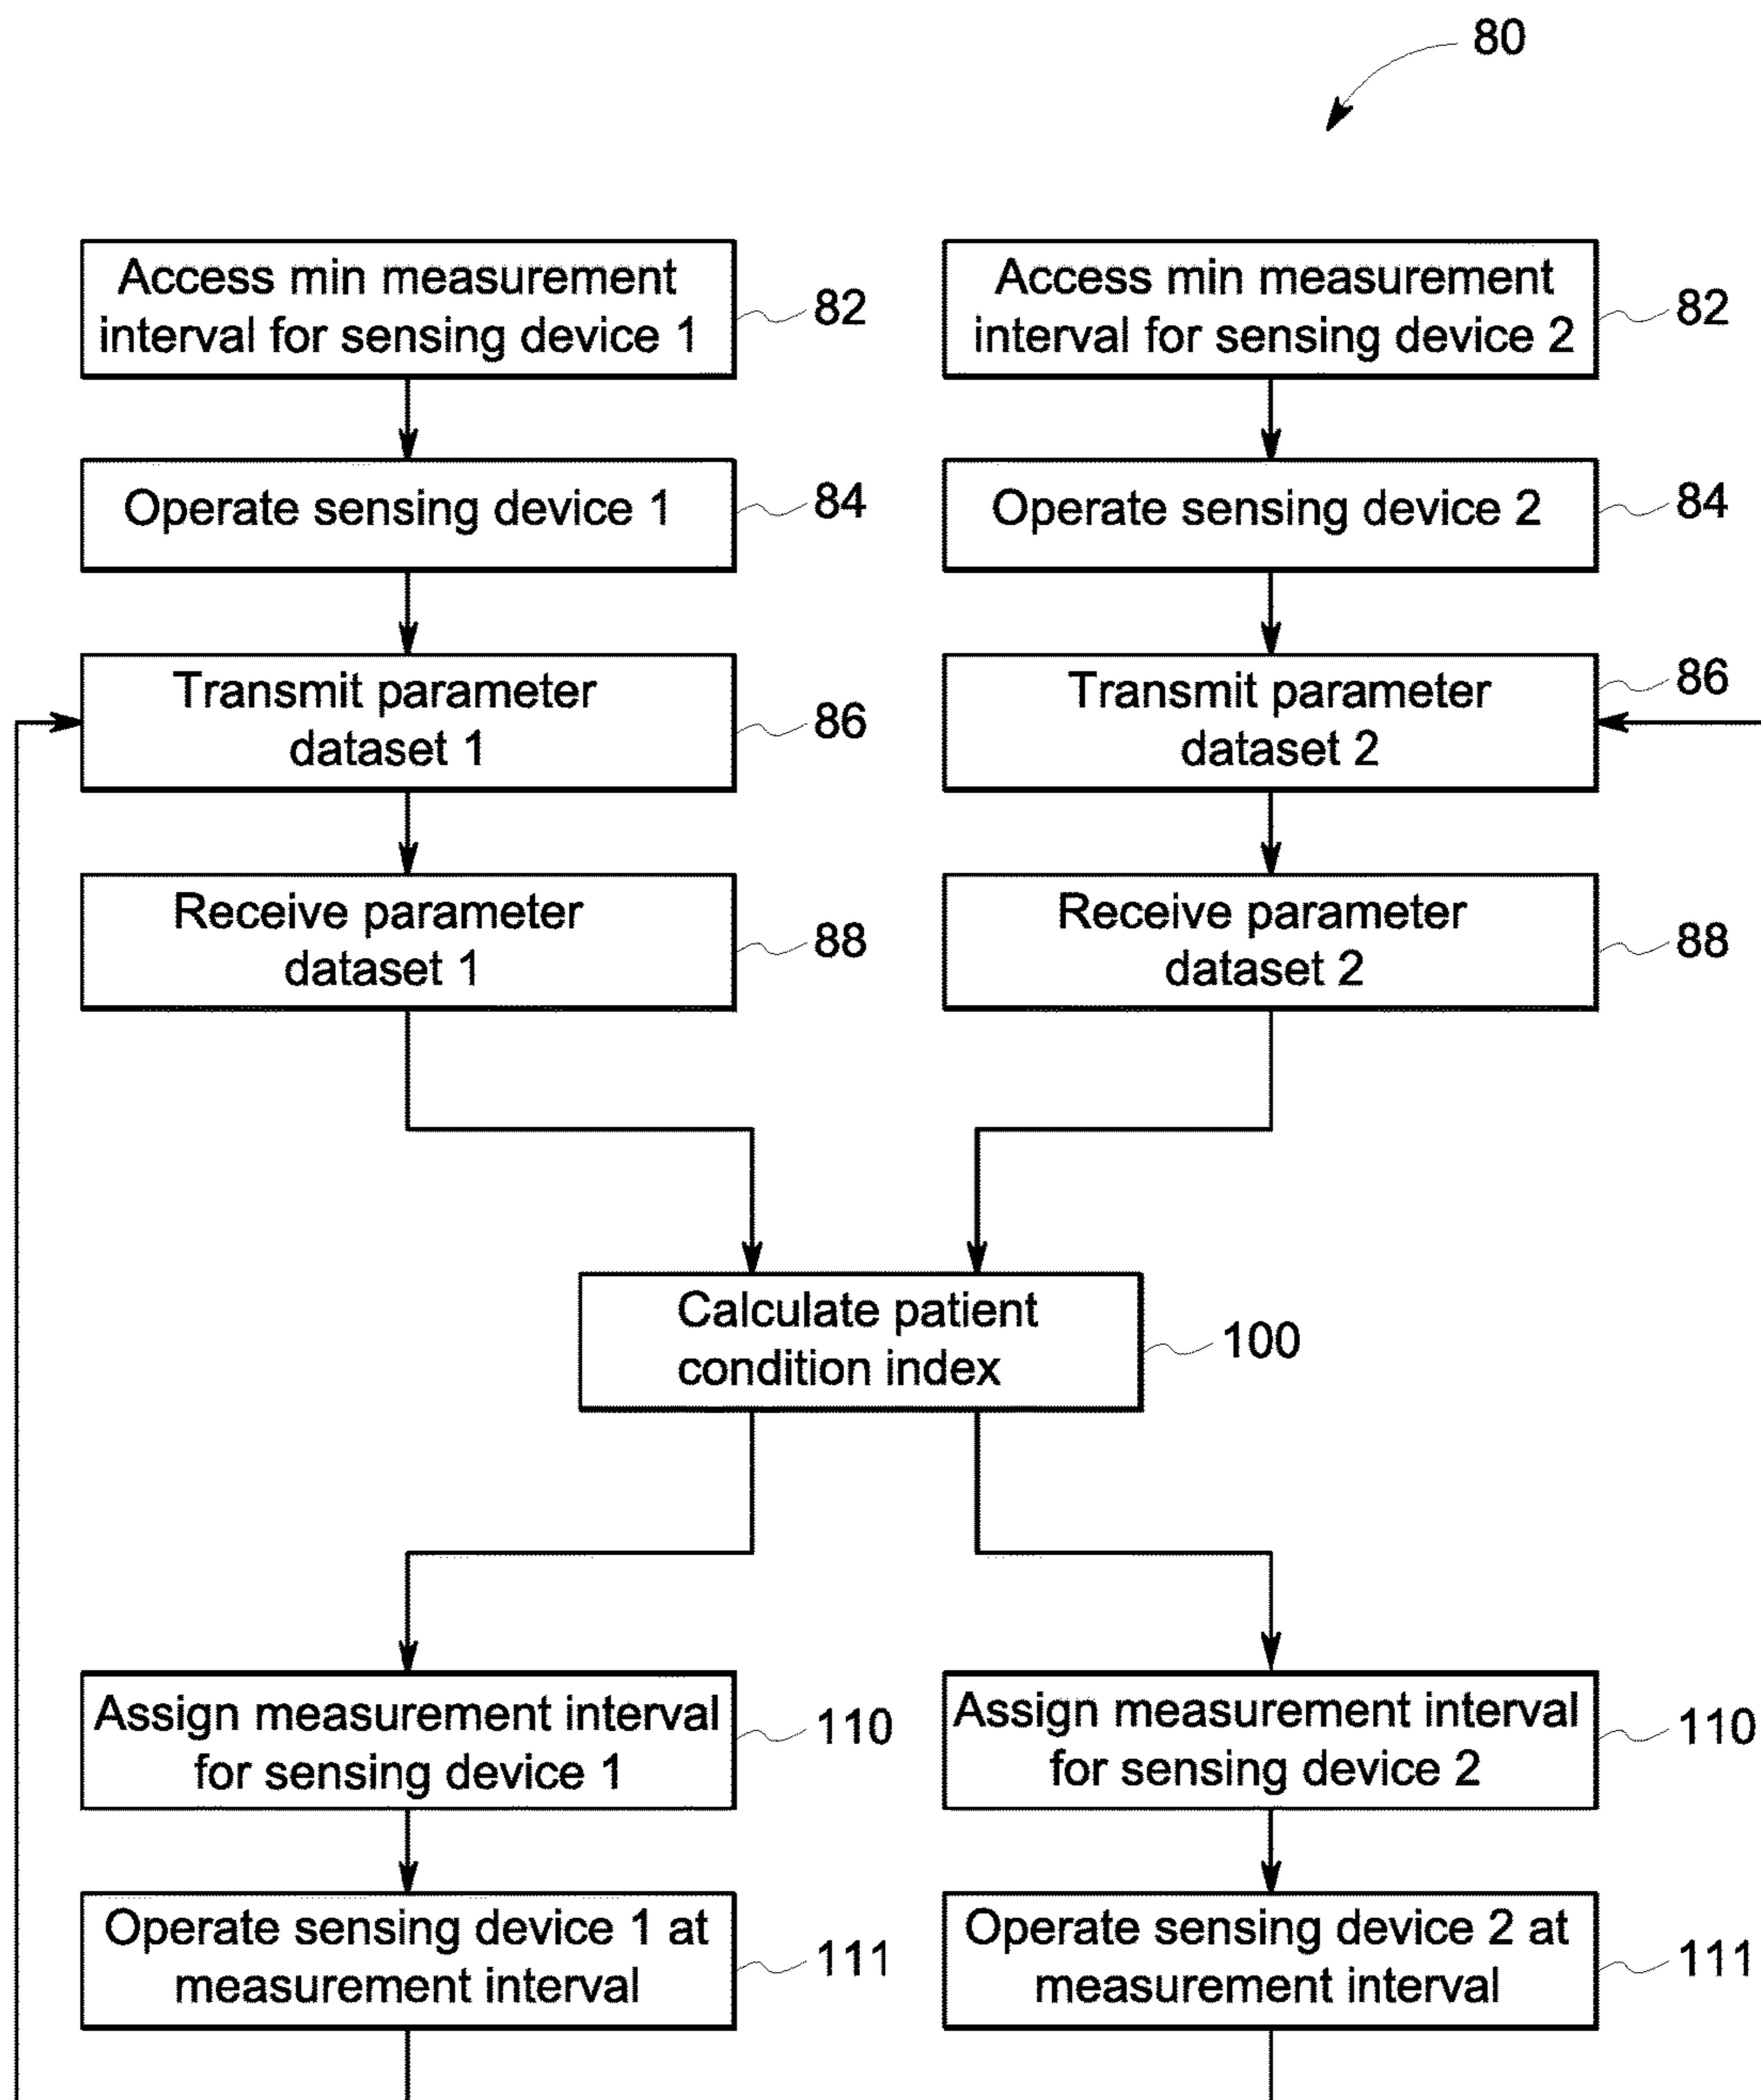 80
Access min measurement
interval for sensing device 1
82
Access min measurement
interval for sensing device 2
82
Operate sensing device 1
84
Operate sensing device 2
84
Transmit parameter
dataset 1
86
Transmit parameter
dataset 2
86
Receive parameter
dataset 1
88
Receive parameter
dataset 2
88
Calculate patient
condition index
100
Assign measurement interval
for sensing device 1
110
Assign measurement interval
for sensing device 2
110
Operate sensing device 1 at
measurement interval
111
Operate sensing device 2 at
measurement interval
111